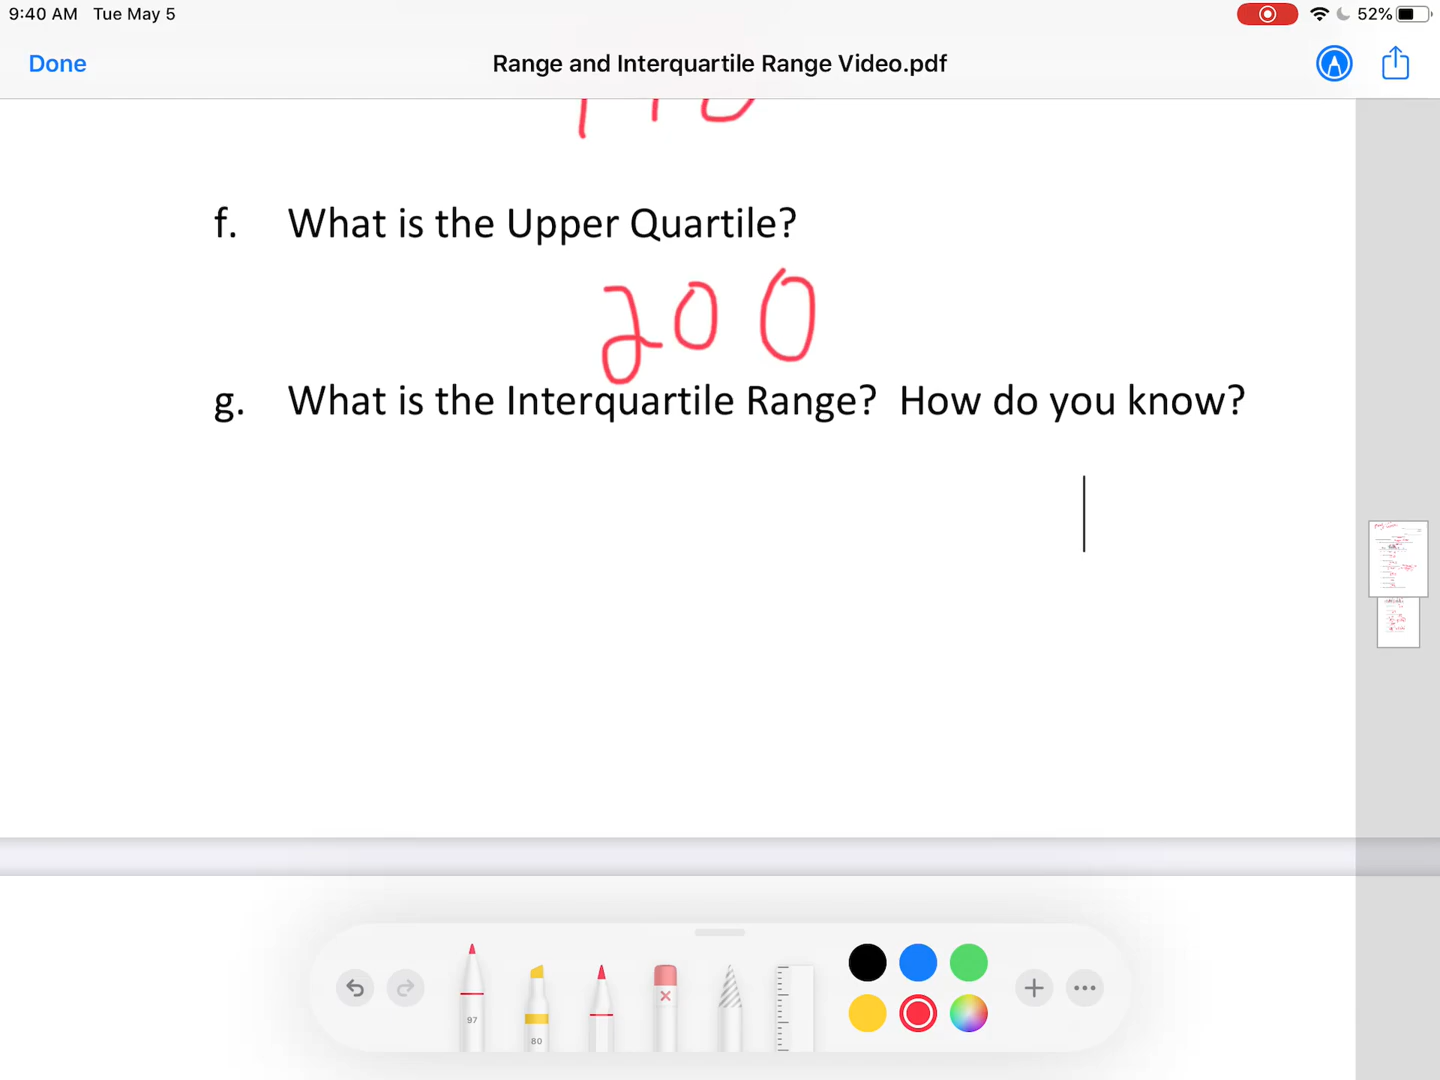 9:40 AM Tue May 5
52%
Done
Range and Interquartile Range Video.pdf
f. What is the Upper Quartile?
200
g. What is the Interquartile Range? How do you know?
97
80